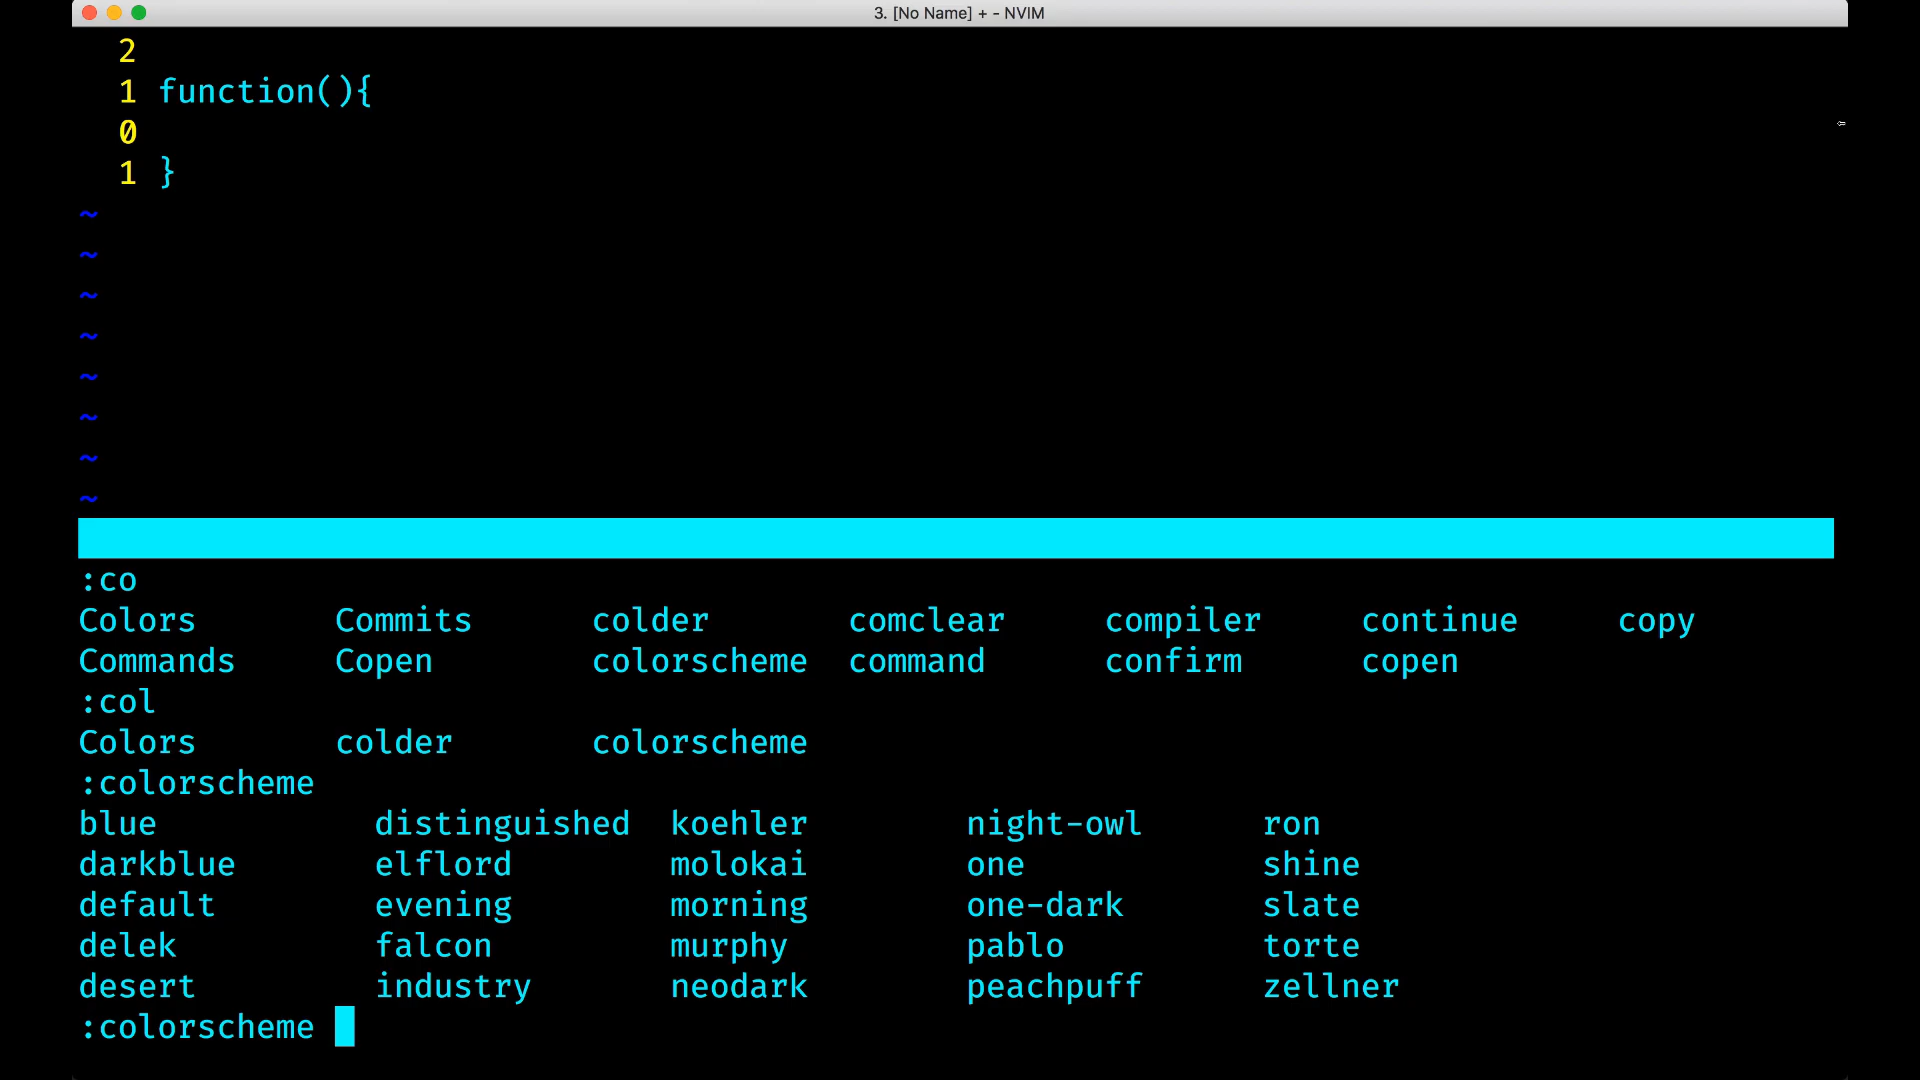 3. [No Name] + - NVIM
2
1 function(){
0
1 }
~
~
~
~
~
~
~
~
:co
Colors Commits colder comclear compiler continue copy
Commands Copen colorscheme command confirm copen
:col
Colors colder colorscheme
:colorscheme
blue distinguished koehler night-owl ron
darkblue elflord molokai one shine
default evening morning one-dark slate
delek falcon murphy pablo torte
desert industry neodark peachpuff zellner
:colorscheme